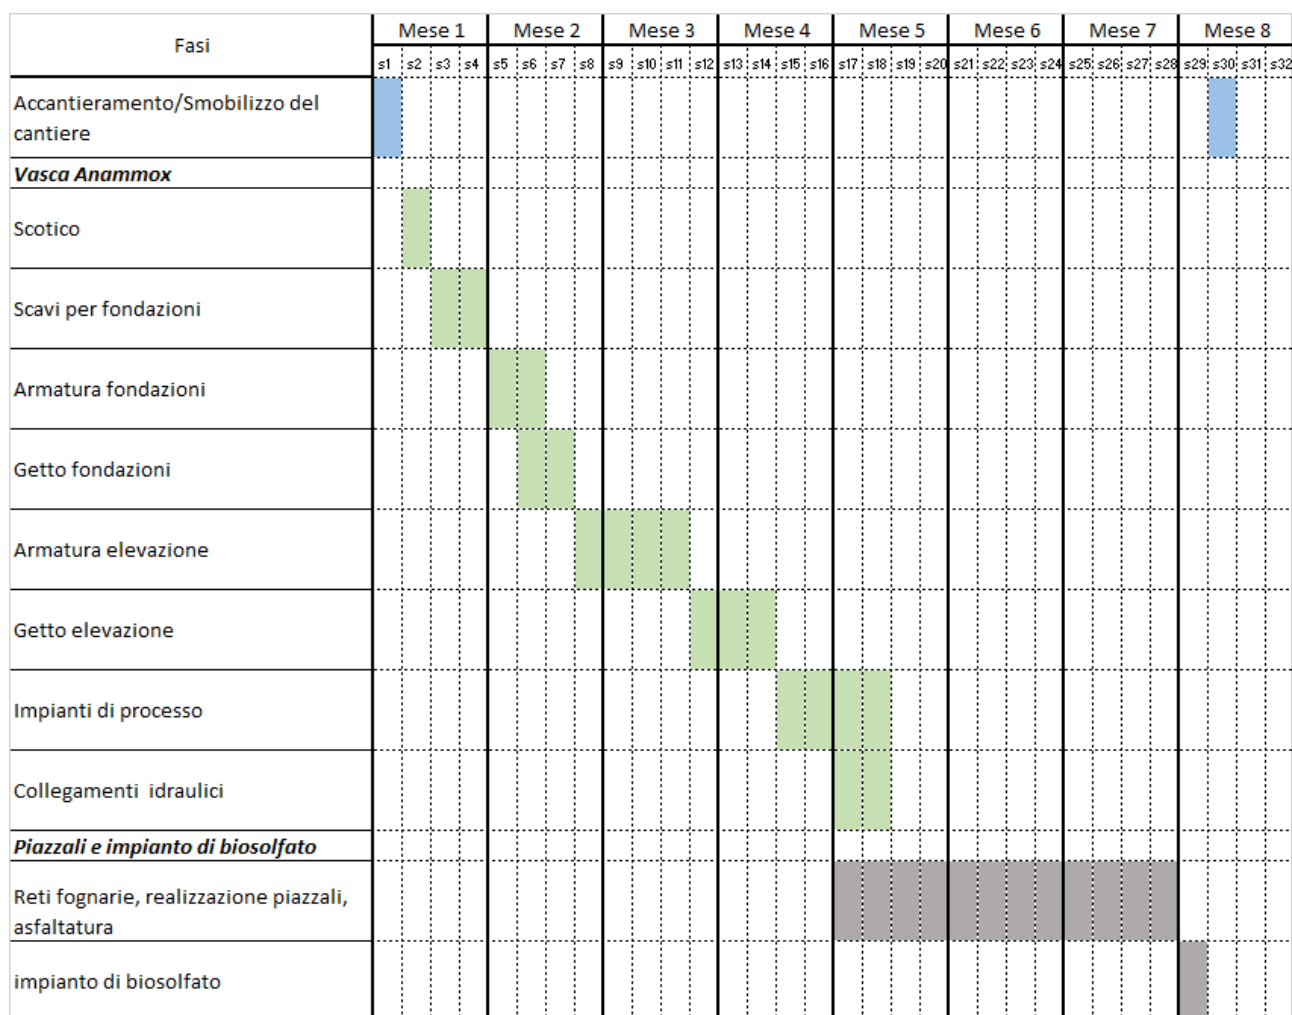 Fasi
Mese 1 Mese 2 Mese 3 Mese 4 Mese 5 Mese 6 Mese 7 Mese 8
s1 s2 s3 s4 s5 s6 s7 s8 s9 s10 s11 s12 s13 s14 s15 s16 s17 s18 s19 s20 s21 s22 s23 s24 s25 s26 s27 s28 s29 s30 s31 s32
Accantieramento/Smobilizzo del
cantiere
Vasca Anammox
Scotico
Scavi per fondazioni
Armatura fondazioni
Getto fondazioni
Armatura elevazione
Getto elevazione
Impianti di processo
Collegamenti idraulici
Piazzali e impianto di biosolfato
Reti fognarie, realizzazione piazzali,
asfaltatura
impianto di biosolfato